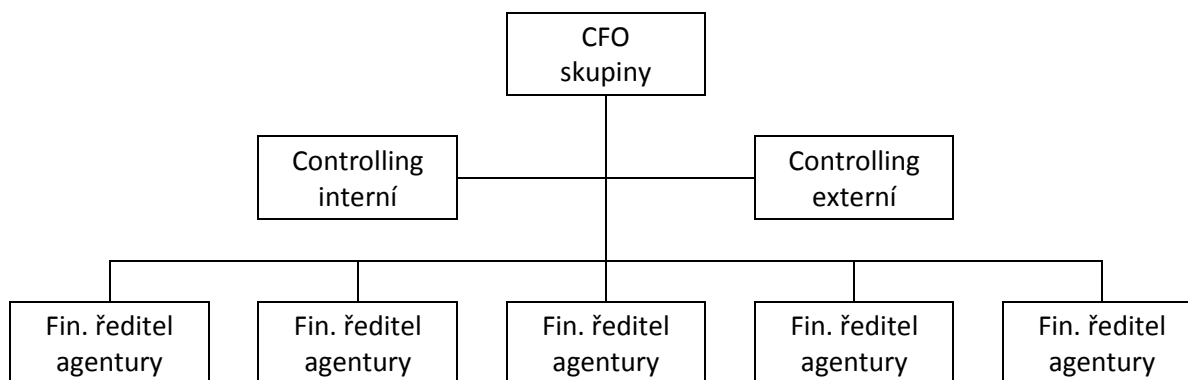 CFO
skupiny
Controlling
interní
Controlling
externí
Fin. ředitel
agentury
Fin. ředitel
agentury
Fin. ředitel
agentury
Fin. ředitel
agentury
Fin. ředitel
agentury